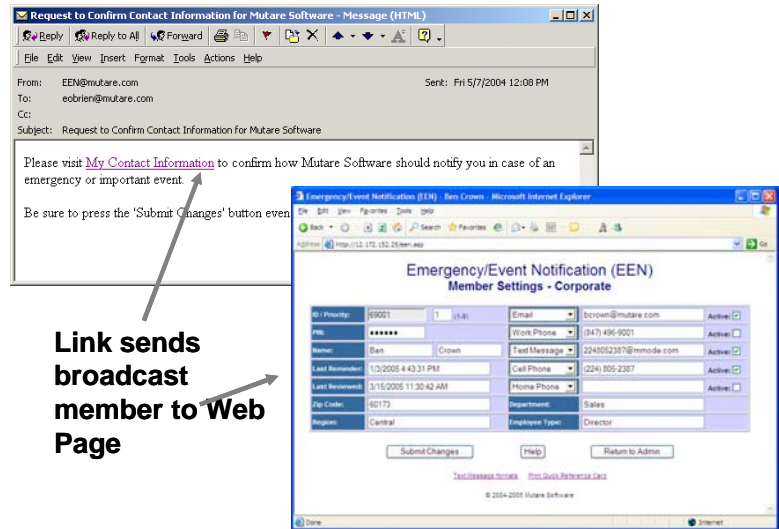 Request to Confirm Contact Information for Mutare Software - Message (HTML)
Reply Reply to All Forward
File Edit View Insert Format Tools Actions Help
From: EEN@mutare.com Sent: Fri 5/7/2004 12:08 PM
To: eobrien@mutare.com
Cc:
Subject: Request to Confirm Contact Information for Mutare Software
Please visit My Contact Information to confirm how Mutare Software should notify you in case of an
emergency or important event.
Be sure to press the 'Submit Changes' button even
Emergency/Event Notification (EEN) - Ben Crown - Microsoft Internet Explorer
File Edit View Favorites Tools Help
Back Search Favorites
Address http://12.172.152.25/een.asp Go
Emergency/Event Notification (EEN)
Member Settings - Corporate
ID / Priority: 69001 1 (1-8) Email bcrown@mutare.com Active:
PIN: ●●●●●● Work Phone (847) 496-9001 Active:
Name: Ben Crown Text Message 2248052387@mmode.com Active:
Last Reminder: 1/3/2005 4:43:31 PM Cell Phone (224) 805-2387 Active:
Last Reviewed: 3/15/2005 11:30:42 AM Home Phone Active:
Zip Code: 60173 Department: Sales
Region: Central Employee Type: Director
Submit Changes Help Return to Admin
Text Message formats Print Quick Reference Card
© 2004-2005 Mutare Software
Done Internet
Link sends
broadcast
member to Web
Page